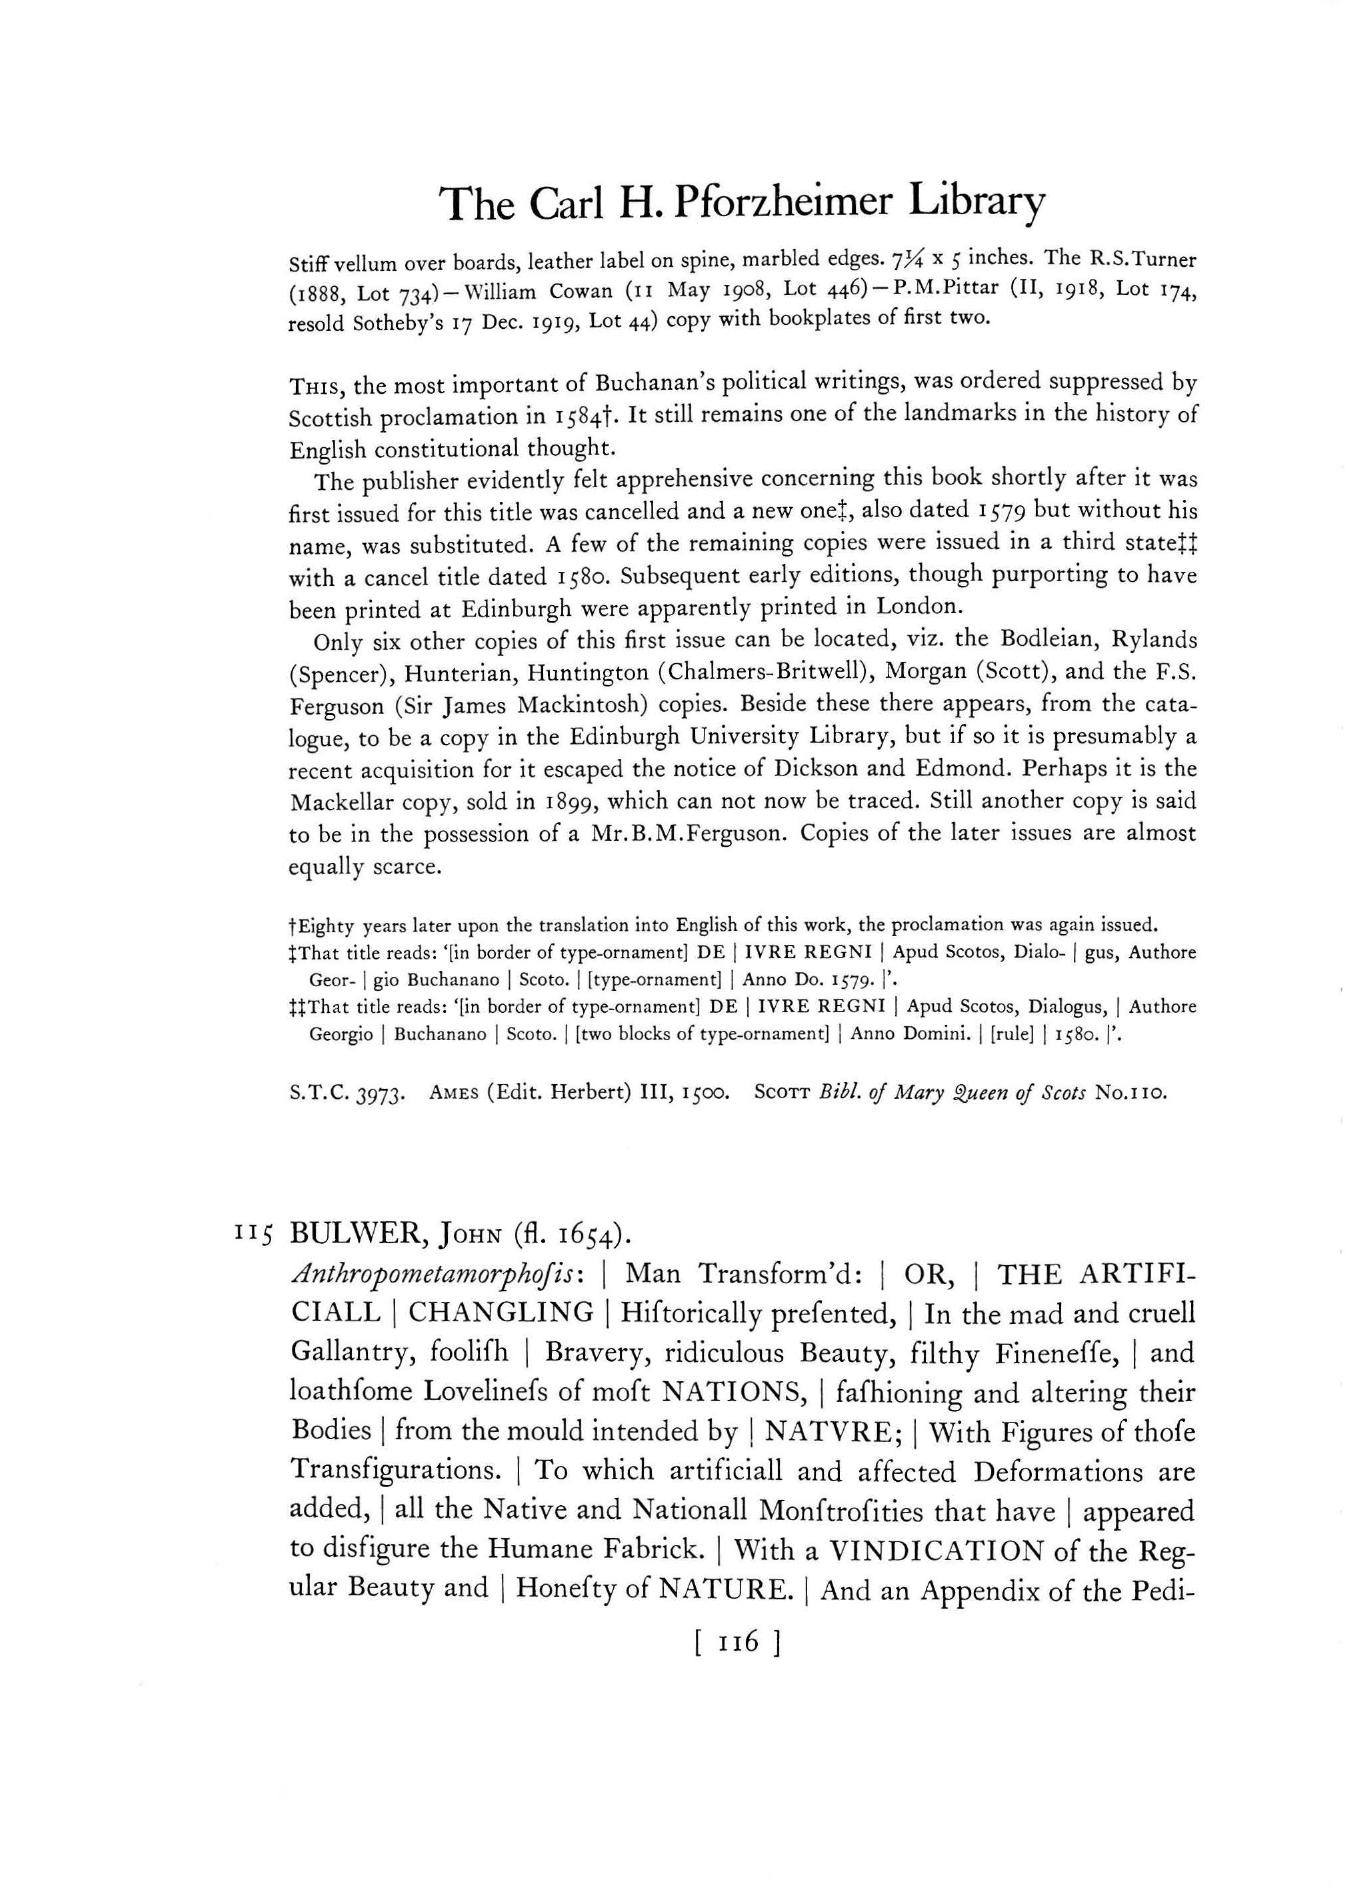 The Carl H. Pforzheimer Library
Stiff vellum over boards, leather label on spine, marbled edges. 7¼ x 5 inches. The R.S.Turner
(1888, Lot 734)—William Cowan (11 May 1908, Lot 446)—P.M.Pittar (II, 1918, Lot 174,
resold Sotheby's 17 Dec. 1919, Lot 44) copy with bookplates of first two.
THIS, the most important of Buchanan's political writings, was ordered suppressed by
Scottish proclamation in 1584†. It still remains one of the landmarks in the history of
English constitutional thought.
The publisher evidently felt apprehensive concerning this book shortly after it was
first issued for this title was cancelled and a new one‡, also dated 1579 but without his
name, was substituted. A few of the remaining copies were issued in a third state‡‡
with a cancel title dated 1580. Subsequent early editions, though purporting to have
been printed at Edinburgh were apparently printed in London.
Only six other copies of this first issue can be located, viz. the Bodleian, Rylands
(Spencer), Hunterian, Huntington (Chalmers-Britwell), Morgan (Scott), and the F.S.
Ferguson (Sir James Mackintosh) copies. Beside these there appears, from the cata-
logue, to be a copy in the Edinburgh University Library, but if so it is presumably a
recent acquisition for it escaped the notice of Dickson and Edmond. Perhaps it is the
Mackellar copy, sold in 1899, which can not now be traced. Still another copy is said
to be in the possession of a Mr.B.M.Ferguson. Copies of the later issues are almost
equally scarce.
†Eighty years later upon the translation into English of this work, the proclamation was again issued.
‡That title reads: '[in border of type-ornament] DE | IVRE REGNI | Apud Scotos, Dialo- | gus, Authore
Geor- | gio Buchanano | Scoto. | [type-ornament] | Anno Do. 1579. |'.
‡‡That title reads: '[in border of type-ornament] DE | IVRE REGNI | Apud Scotos, Dialogus, | Authore
Georgio | Buchanano | Scoto. | [two blocks of type-ornament] | Anno Domini. | [rule] | 1580. |'.
S.T.C. 3973. AMES (Edit. Herbert) III, 1500. SCOTT Bibl. of Mary Queen of Scots No.110.
115 BULWER, JOHN (fl. 1654).
Anthropometamorphoſis: | Man Transform'd: | OR, | THE ARTIFI-
CIALL | CHANGLING | Hiſtorically preſented, | In the mad and cruell
Gallantry, fooliſh | Bravery, ridiculous Beauty, filthy Fineneſſe, | and
loathſome Lovelineſs of moſt NATIONS, | faſhioning and altering their
Bodies | from the mould intended by | NATVRE; | With Figures of thoſe
Transfigurations. | To which artificiall and affected Deformations are
added, | all the Native and Nationall Monſtroſities that have | appeared
to disfigure the Humane Fabrick. | With a VINDICATION of the Reg-
ular Beauty and | Honeſty of NATURE. | And an Appendix of the Pedi-
[ 116 ]